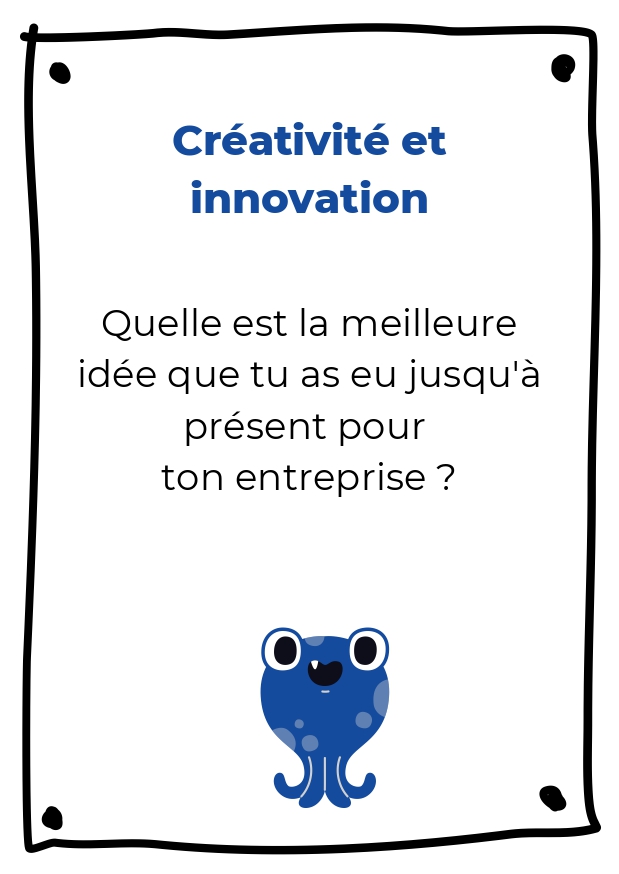 Créativité et
innovation
Quelle est la meilleure
idée que tu as eu jusqu'à
présent pour
ton entreprise ?